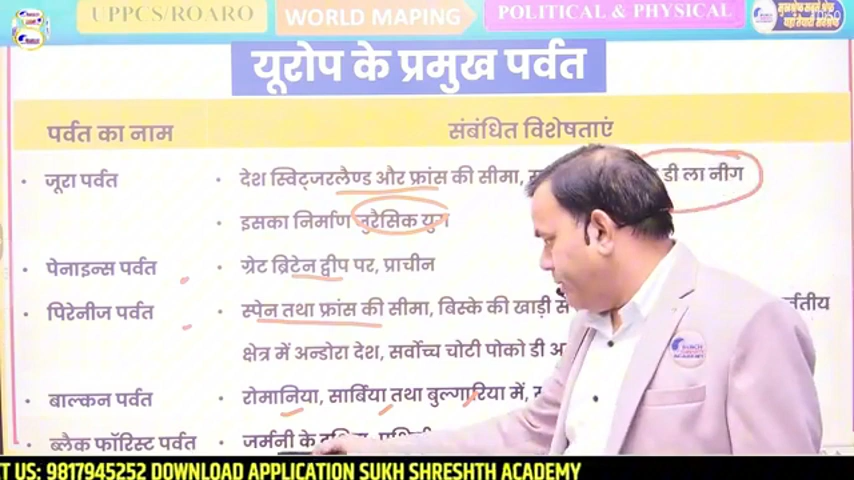 UPPCS/ROARO WORLD MAPING POLITICAL & PHYSICAL
यूरोप के प्रमुख पर्वत
पर्वत का नाम संबंधित विशेषताएं
• जूरा पर्वत • देश स्विट्जरलैण्ड और फ्रांस की सीमा, डी ला नीग
• इसका निर्माण जुरैसिक युग
• पेनाइन्स पर्वत • ग्रेट ब्रिटेन द्वीप पर, प्राचीन
• पिरेनीज पर्वत • स्पेन तथा फ्रांस की सीमा, बिस्के की खाड़ी से
क्षेत्र में अन्डोरा देश, सर्वोच्च चोटी पोको डी
• बाल्कन पर्वत • रोमानिया, सार्बिया तथा बुल्गारिया में,
• ब्लैक फॉरिस्ट पर्वत • जर्मनी के
T US: 9817945252 DOWNLOAD APPLICATION SUKH SHRESHTH ACADEMY